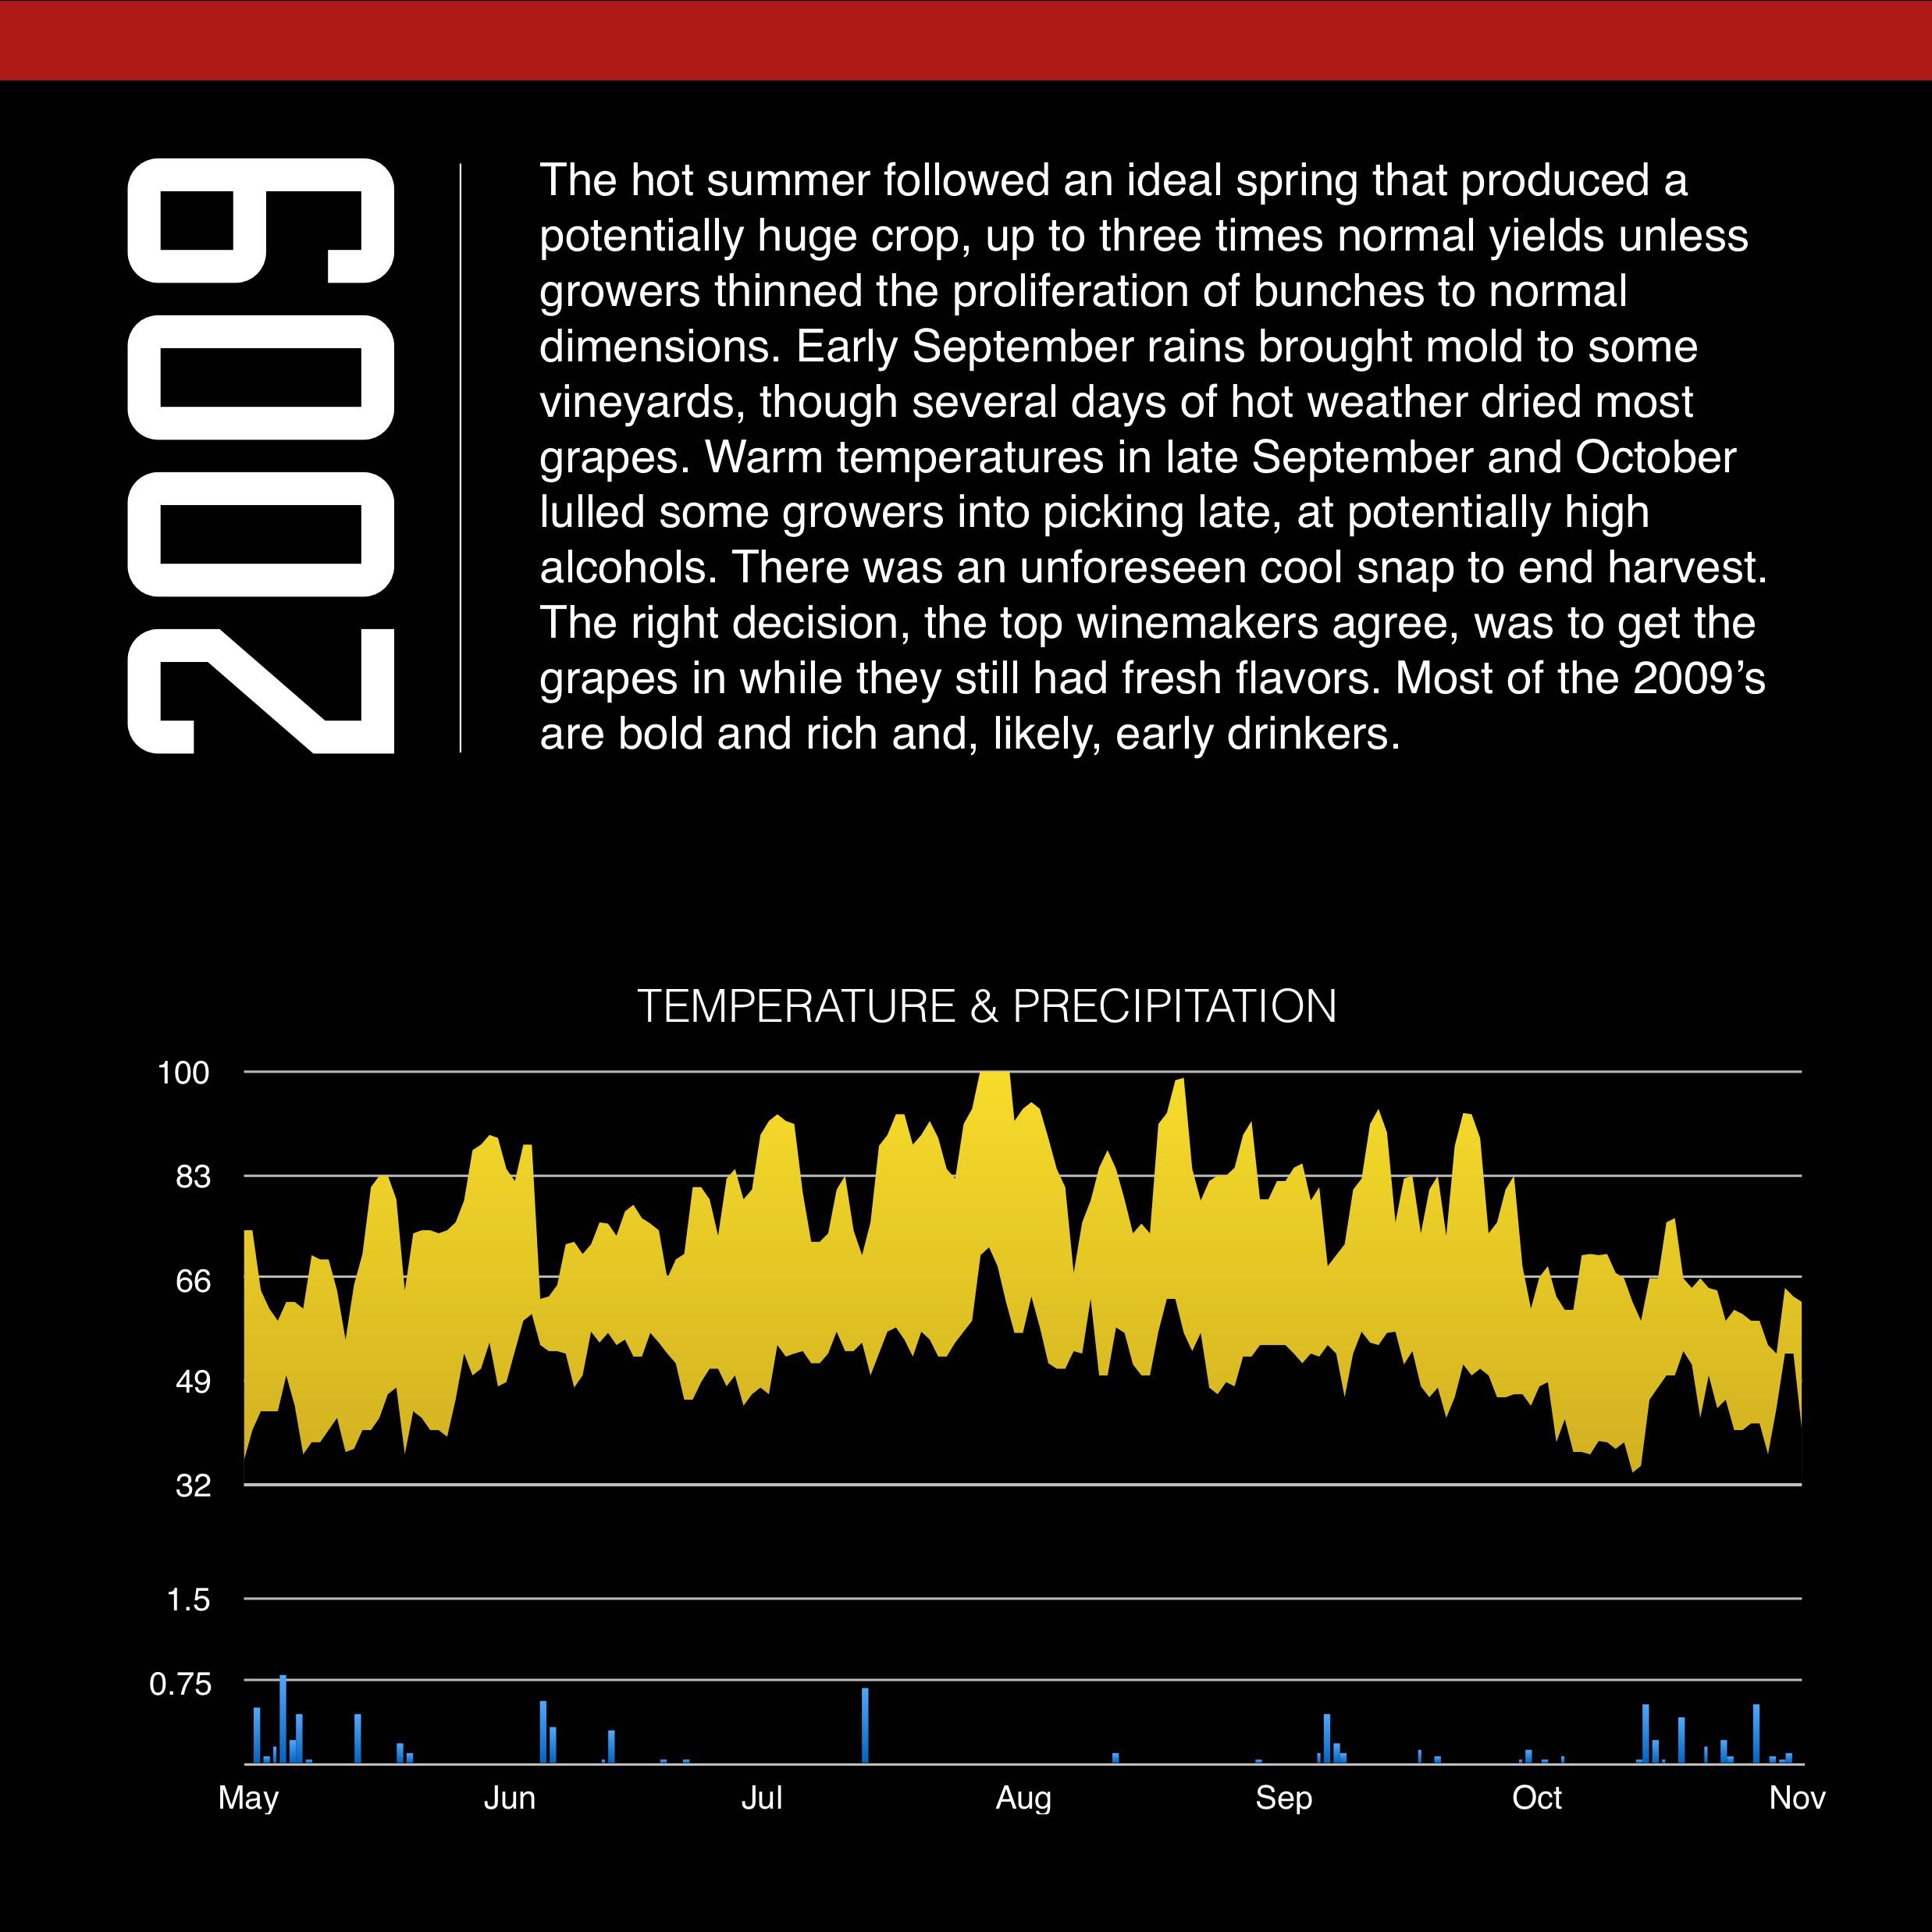 2009
The hot summer followed an ideal spring that produced a
potentially huge crop, up to three times normal yields unless
growers thinned the proliferation of bunches to normal
dimensions. Early September rains brought mold to some
vineyards, though several days of hot weather dried most
grapes. Warm temperatures in late September and October
lulled some growers into picking late, at potentially high
alcohols. There was an unforeseen cool snap to end harvest.
The right decision, the top winemakers agree, was to get the
grapes in while they still had fresh flavors. Most of the 2009’s
are bold and rich and, likely, early drinkers.
TEMPERATURE & PRECIPITATION
100
83
66
49
32
1.5
0.75
May Jun Jul Aug Sep Oct Nov